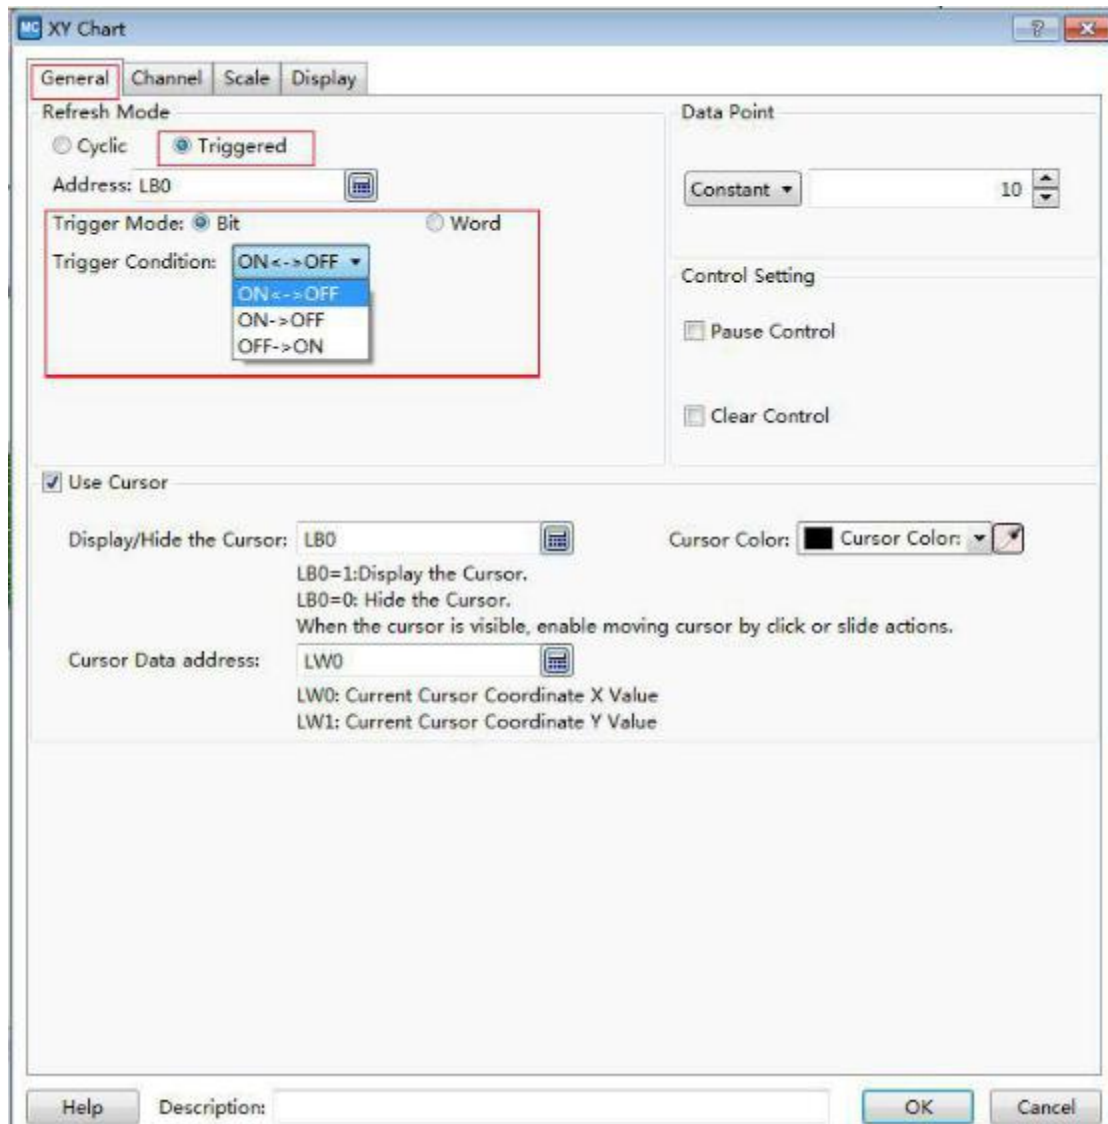 MC XY Chart
General Channel Scale Display
Refresh Mode
Cyclic Triggered
Address: LB0
Trigger Mode: Bit Word
Trigger Condition: ON<->OFF
ON<->OFF
ON->OFF
OFF->ON
Data Point
Constant 10
Control Setting
Pause Control
Clear Control
Use Cursor
Display/Hide the Cursor: LB0 Cursor Color: Cursor Color:
LB0=1:Display the Cursor.
LB0=0: Hide the Cursor.
When the cursor is visible, enable moving cursor by click or slide actions.
Cursor Data address: LW0
LW0: Current Cursor Coordinate X Value
LW1: Current Cursor Coordinate Y Value
Help Description: OK Cancel